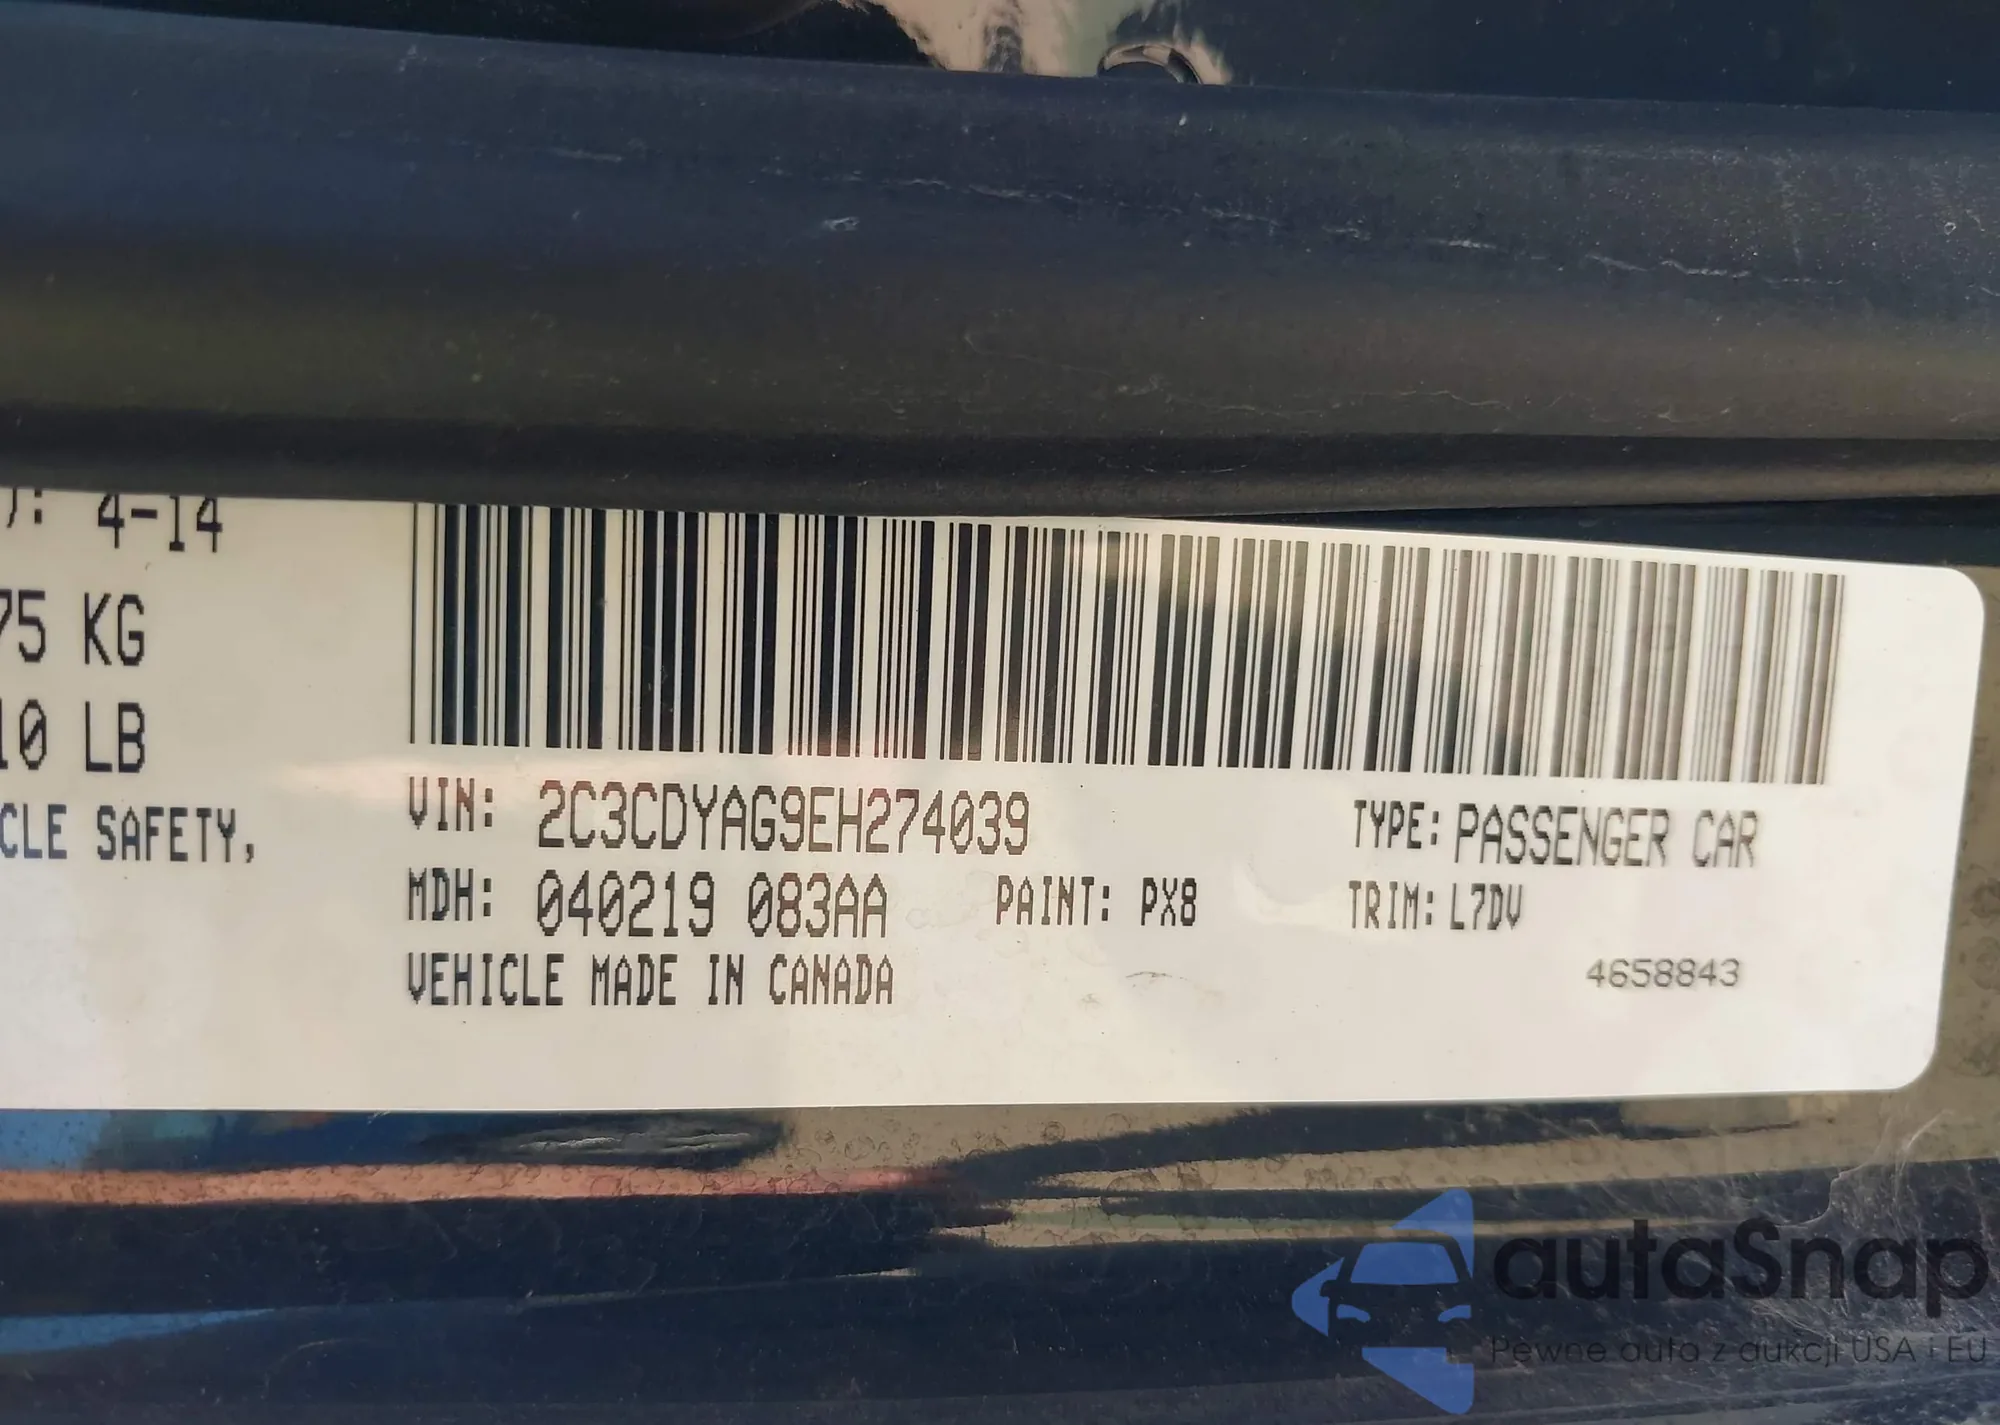 ): 4-14
75 KG
10 LB
CLE SAFETY,
VIN: 2C3CDYAG9EH274039
TYPE: PASSENGER CAR
MDH: 040219 083AA
PAINT: PX8
TRIM: L7DV
VEHICLE MADE IN CANADA
4658843
autaSnap
Pewne auta z aukcji USA i EU